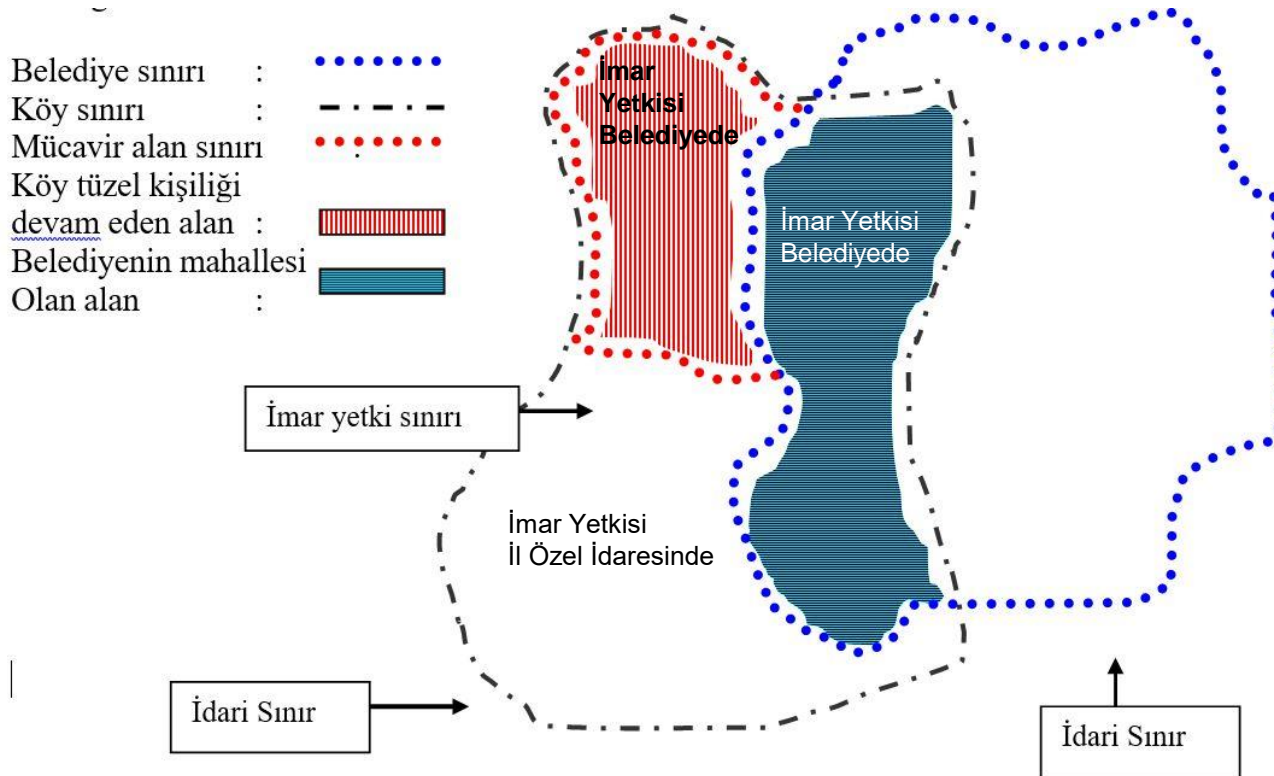 Belediye sınırı :
Köy sınırı :
Mücavir alan sınırı :
Köy tüzel kişiliği
devam eden alan :
Belediyenin mahallesi
Olan alan :
İmar
Yetkisi
Belediyede
İmar Yetkisi
Belediyede
İmar yetki sınırı
İmar Yetkisi
İl Özel İdaresinde
İdari Sınır
İdari Sınır